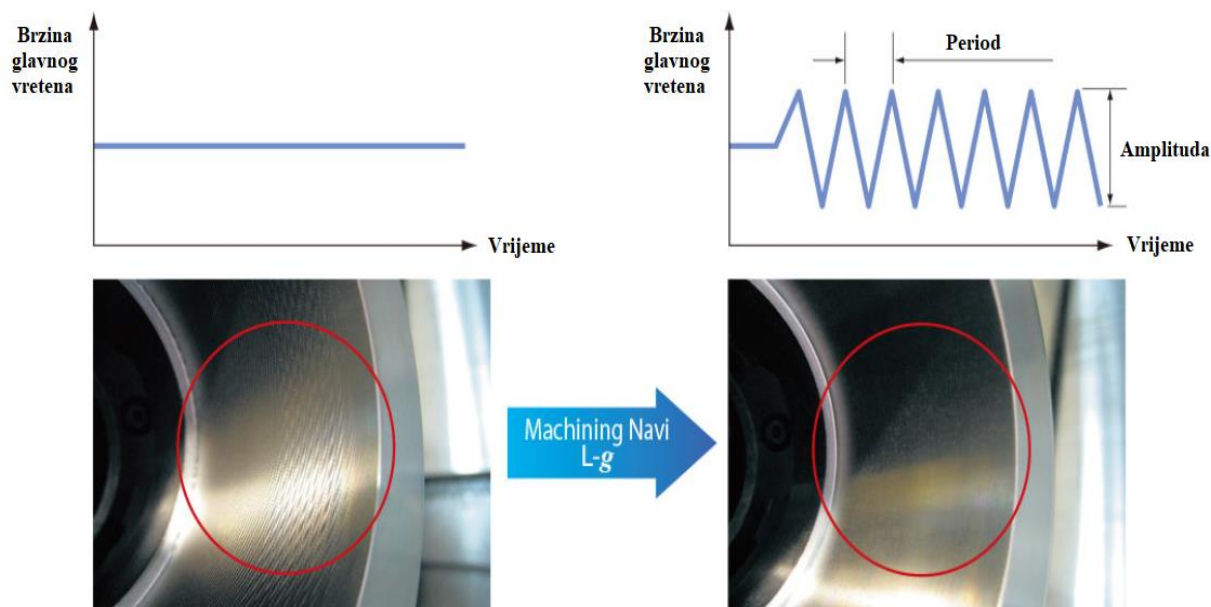 Brzina
glavnog
vretena
Vrijeme
Brzina
glavnog
vretena
Period
Amplituda
Vrijeme
Machining Navi
L-g